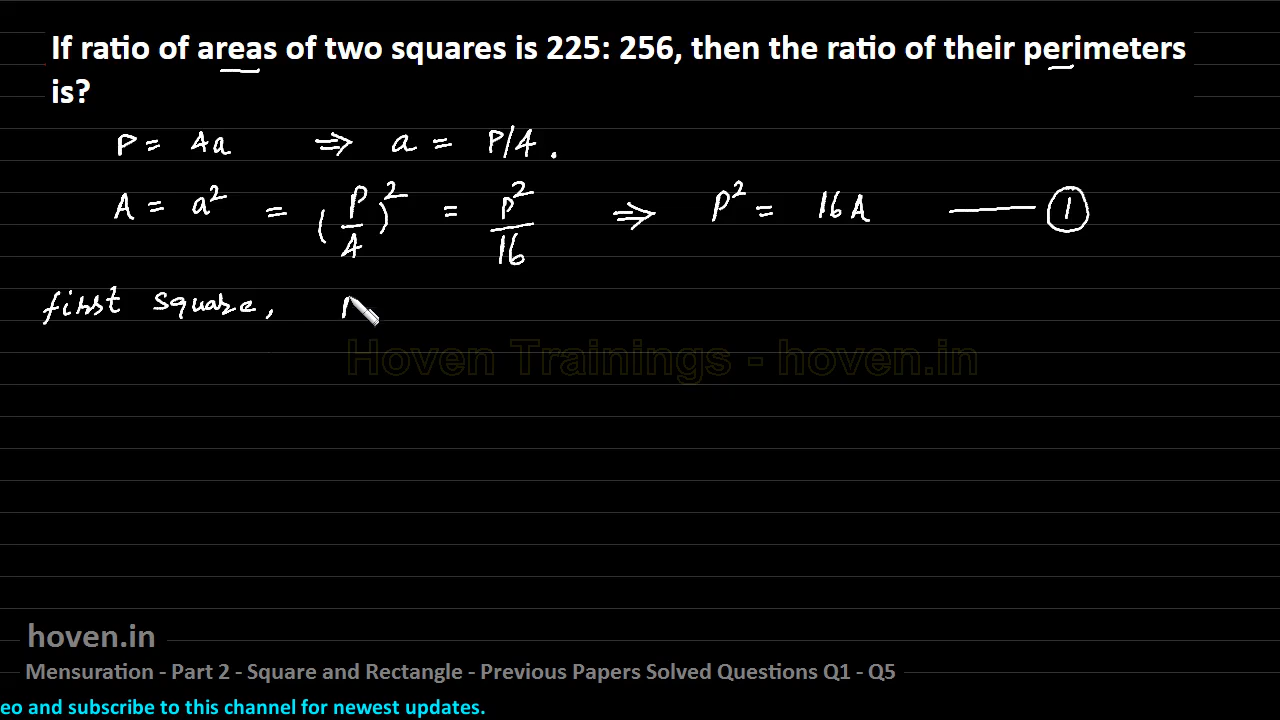 If ratio of areas of two squares is 225: 256, then the ratio of their perimeters
is?
P = 4a ⇒ a = P/4.
A = a² = (P/4)² = P²/16 ⇒ P² = 16A —— ①
first square,
Hoven Trainings - hoven.in
hoven.in
Mensuration - Part 2 - Square and Rectangle - Previous Papers Solved Questions Q1 - Q5
eo and subscribe to this channel for newest updates.